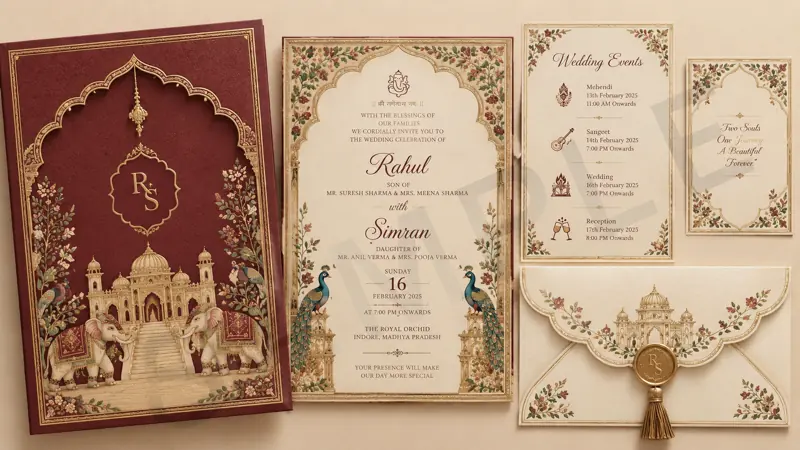 R
S
॥ श्री गणेशाय नमः ॥
WITH THE BLESSINGS OF
OUR FAMILIES
WE CORDIALLY INVITE YOU TO
THE WEDDING CELEBRATION OF
Rahul
SON OF
MR. SURESH SHARMA & MRS. MEENA SHARMA
with
Simran
DAUGHTER OF
MR. ANIL VERMA & MRS. POOJA VERMA
SUNDAY
16
FEBRUARY 2025
AT 7:00 PM ONWARDS
THE ROYAL ORCHID
INDORE, MADHYA PRADESH
YOUR PRESENCE WILL MAKE
OUR DAY MORE SPECIAL
Wedding Events
Mehendi
February 2025
11:00 AM Onwards
Sangeet
14th February 2025
7:00 PM Onwards
Wedding
16th February 2025
7:00 PM Onwards
Reception
17th February 2025
8:00 PM Onwards
"Two Souls
One Journey
A Beautiful
Forever"
R
S